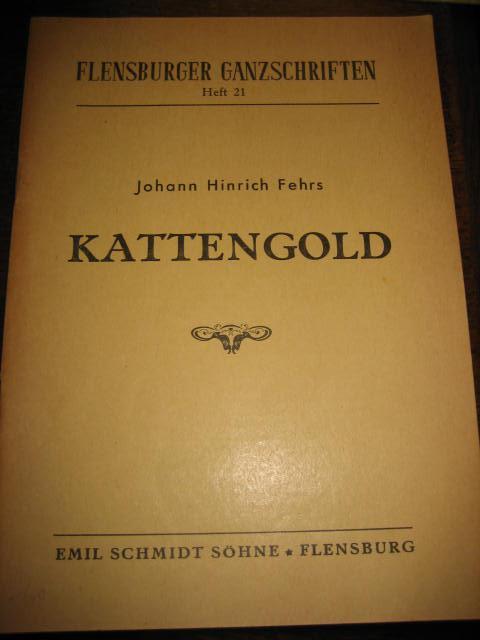 FLENSBURGER GANZSCHRIFTEN
Heft 21
Johann Hinrich Fehrs
KATTENGOLD
EMIL SCHMIDT SÖHNE ★ FLENSBURG